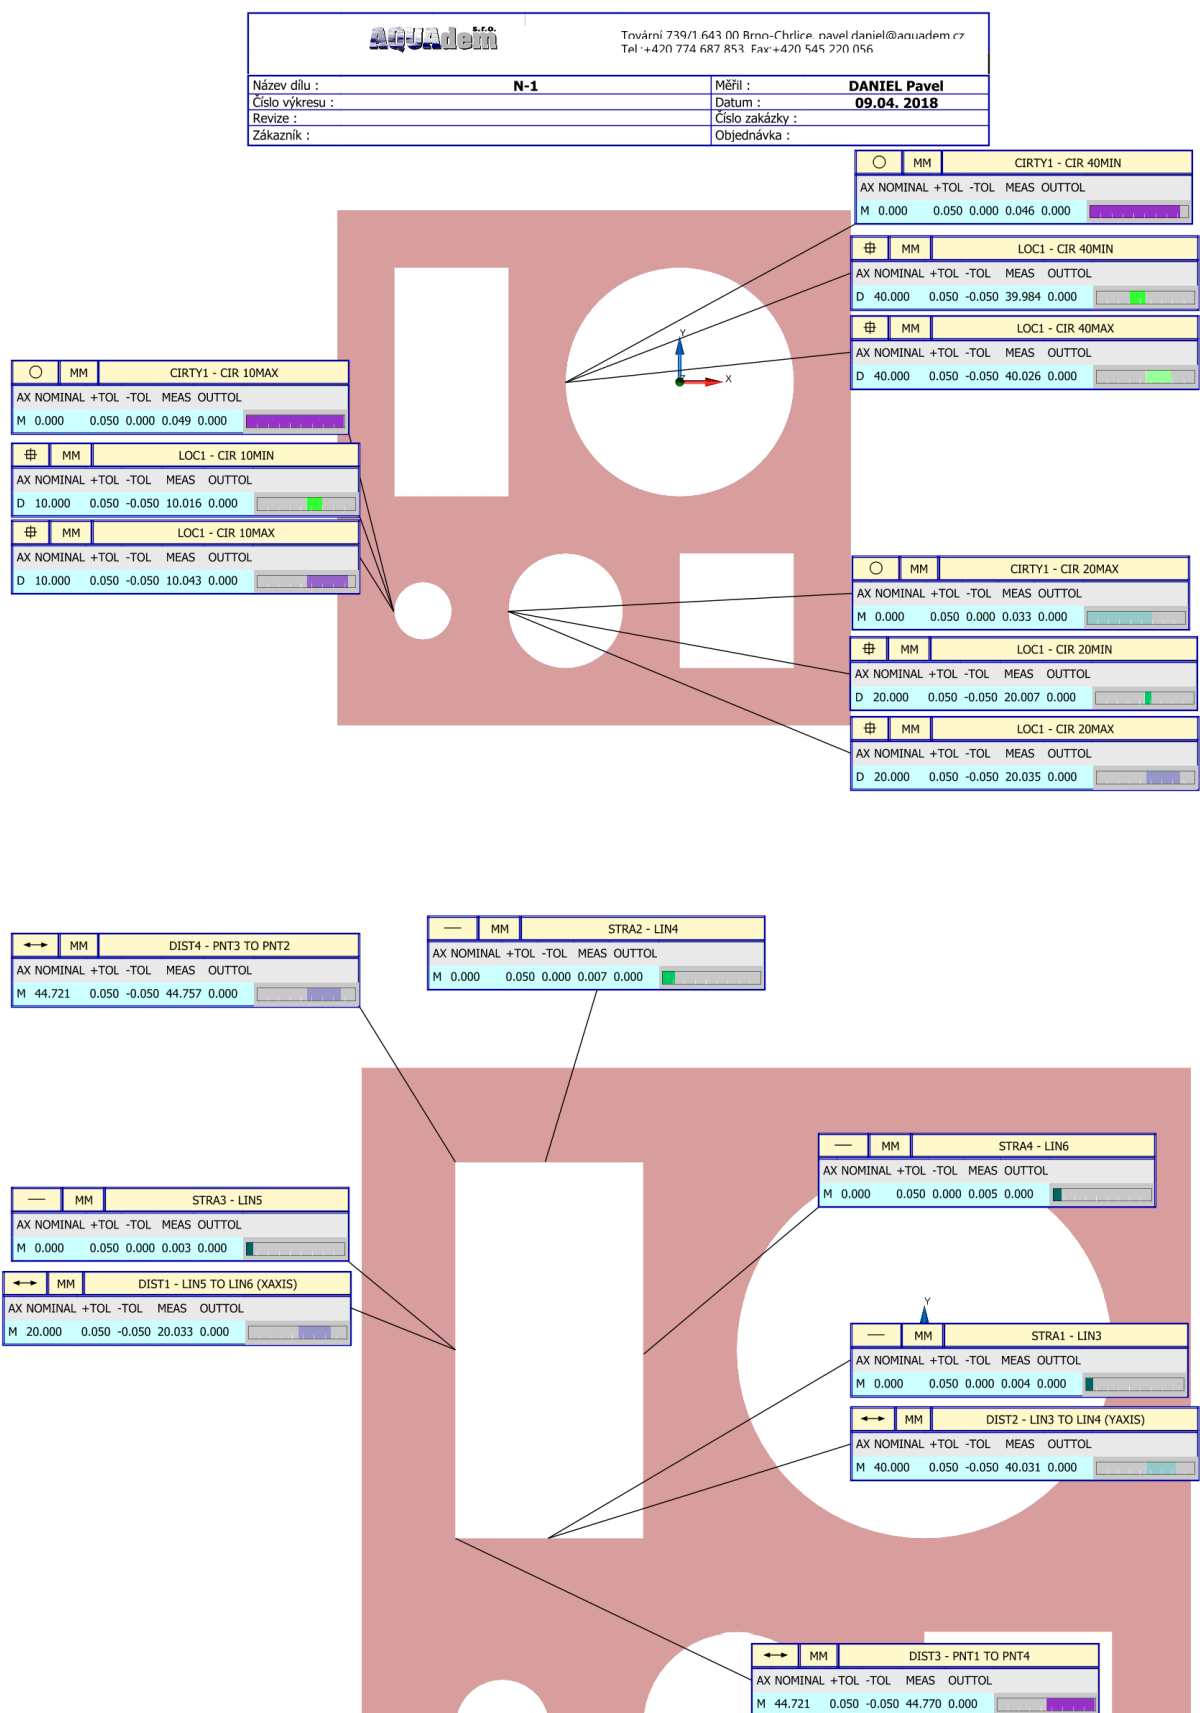 AQUAdem s.r.o.
Tovární 739/1,643 00 Brno-Chrlice, pavel.daniel@aquadem.cz
Tel.:+420 774 687 853, Fax:+420 545 220 056
Název dílu : N-1 Měřil : DANIEL Pavel
Číslo výkresu : Datum : 09.04. 2018
Revize : Číslo zakázky :
Zákazník : Objednávka :
MM CIRTY1 - CIR 40MIN
AX NOMINAL +TOL -TOL MEAS OUTTOL
M 0.000 0.050 0.000 0.046 0.000
MM LOC1 - CIR 40MIN
AX NOMINAL +TOL -TOL MEAS OUTTOL
D 40.000 0.050 -0.050 39.984 0.000
MM LOC1 - CIR 40MAX
AX NOMINAL +TOL -TOL MEAS OUTTOL
D 40.000 0.050 -0.050 40.026 0.000
Y
Z X
MM CIRTY1 - CIR 10MAX
AX NOMINAL +TOL -TOL MEAS OUTTOL
M 0.000 0.050 0.000 0.049 0.000
MM LOC1 - CIR 10MIN
AX NOMINAL +TOL -TOL MEAS OUTTOL
D 10.000 0.050 -0.050 10.016 0.000
MM LOC1 - CIR 10MAX
AX NOMINAL +TOL -TOL MEAS OUTTOL
D 10.000 0.050 -0.050 10.043 0.000
MM CIRTY1 - CIR 20MAX
AX NOMINAL +TOL -TOL MEAS OUTTOL
M 0.000 0.050 0.000 0.033 0.000
MM LOC1 - CIR 20MIN
AX NOMINAL +TOL -TOL MEAS OUTTOL
D 20.000 0.050 -0.050 20.007 0.000
MM LOC1 - CIR 20MAX
AX NOMINAL +TOL -TOL MEAS OUTTOL
D 20.000 0.050 -0.050 20.035 0.000
MM DIST4 - PNT3 TO PNT2
AX NOMINAL +TOL -TOL MEAS OUTTOL
M 44.721 0.050 -0.050 44.757 0.000
MM STRA2 - LIN4
AX NOMINAL +TOL -TOL MEAS OUTTOL
M 0.000 0.050 0.000 0.007 0.000
MM STRA4 - LIN6
AX NOMINAL +TOL -TOL MEAS OUTTOL
M 0.000 0.050 0.000 0.005 0.000
MM STRA3 - LIN5
AX NOMINAL +TOL -TOL MEAS OUTTOL
M 0.000 0.050 0.000 0.003 0.000
MM DIST1 - LIN5 TO LIN6 (XAXIS)
AX NOMINAL +TOL -TOL MEAS OUTTOL
M 20.000 0.050 -0.050 20.033 0.000
Y
MM STRA1 - LIN3
AX NOMINAL +TOL -TOL MEAS OUTTOL
M 0.000 0.050 0.000 0.004 0.000
MM DIST2 - LIN3 TO LIN4 (YAXIS)
AX NOMINAL +TOL -TOL MEAS OUTTOL
M 40.000 0.050 -0.050 40.031 0.000
MM DIST3 - PNT1 TO PNT4
AX NOMINAL +TOL -TOL MEAS OUTTOL
M 44.721 0.050 -0.050 44.770 0.000